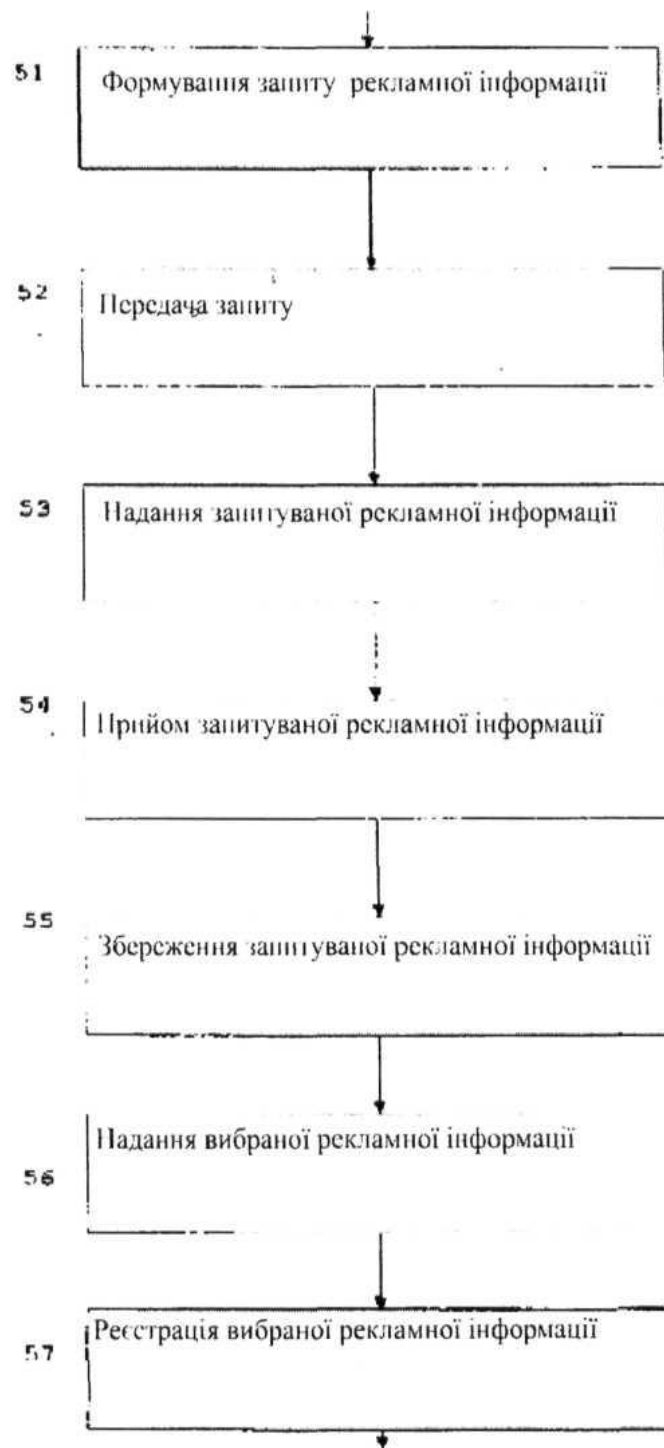 51
Формування запиту рекламної інформації
52
Передача запиту
53
Надання запитуваної рекламної інформації
54
Прийом запитуваної рекламної інформації
55
Збереження запитуваної рекламної інформації
Надання вибраної рекламної інформації
56
Реєстрація вибраної рекламної інформації
57